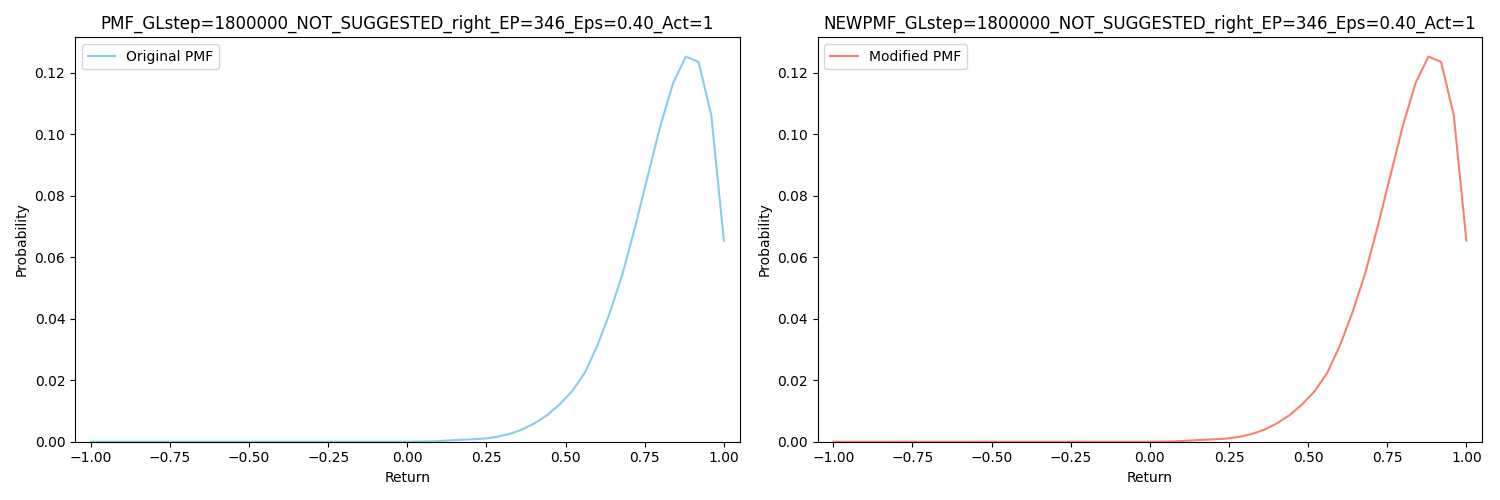 PMF_GLstep=1800000_NOT_SUGGESTED_right_EP=346_Eps=0.40_Act=1
Original PMF
0.12
0.10
0.08
0.06
0.04
0.02
0.00
Probability
−1.00 −0.75 −0.50 −0.25 0.00 0.25 0.50 0.75 1.00
Return
NEWPMF_GLstep=1800000_NOT_SUGGESTED_right_EP=346_Eps=0.40_Act=1
Modified PMF
0.12
0.10
0.08
0.06
0.04
0.02
0.00
Probability
−1.00 −0.75 −0.50 −0.25 0.00 0.25 0.50 0.75 1.00
Return